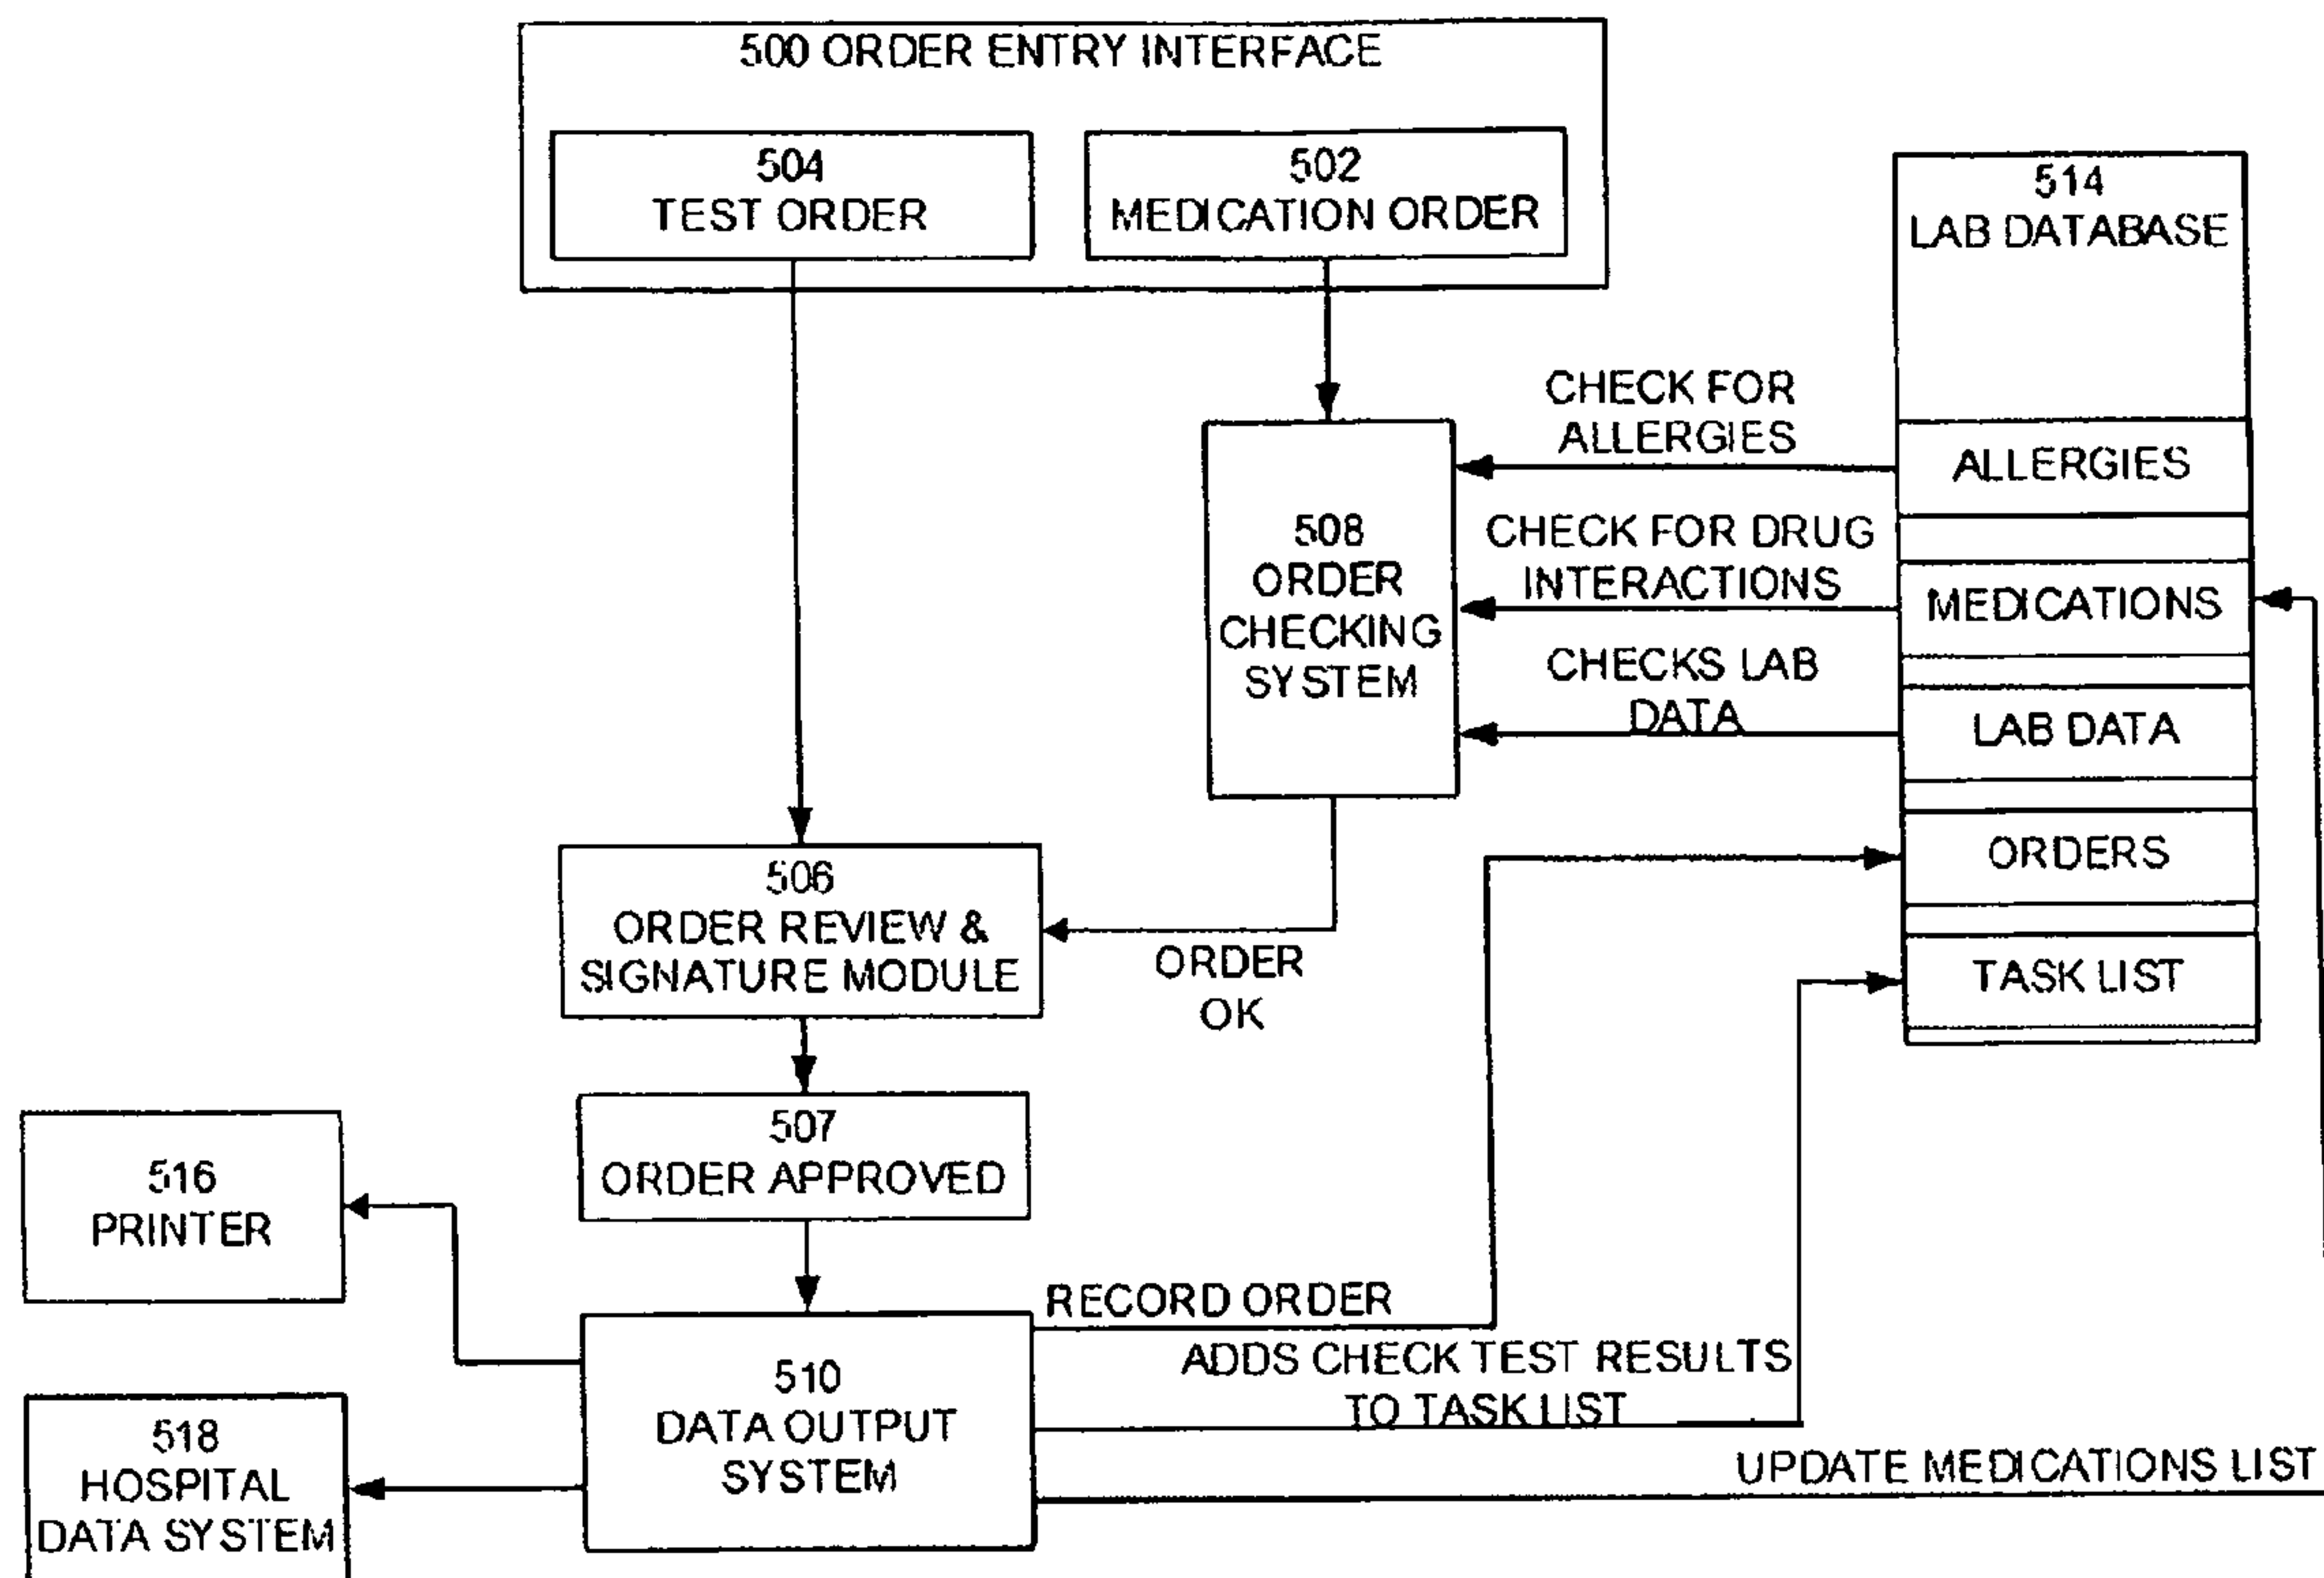 500 ORDER ENTRY INTERFACE
504
TEST ORDER
502
MEDICATION ORDER
514
LAB DATABASE
CHECK FOR
ALLERGIES
ALLERGIES
508
ORDER
CHECKING
SYSTEM
CHECK FOR DRUG
INTERACTIONS
MEDICATIONS
CHECKS LAB
DATA
LAB DATA
ORDERS
TASK LIST
506
ORDER REVIEW &
SIGNATURE MODULE
ORDER
OK
507
ORDER APPROVED
516
PRINTER
510
DATA OUTPUT
SYSTEM
RECORD ORDER
ADDS CHECK TEST RESULTS
TO TASK LIST
UPDATE MEDICATIONS LIST
518
HOSPITAL
DATA SYSTEM